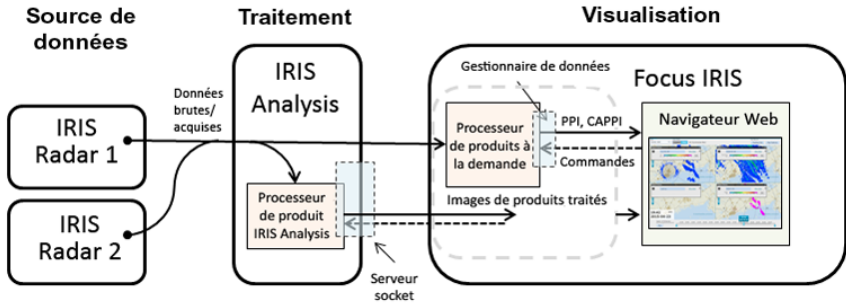 Source de
données
Traitement
Visualisation
IRIS
Radar 1
IRIS
Radar 2
Données
brutes/
acquises
IRIS
Analysis
Processeur
de produit
IRIS Analysis
Serveur
socket
Gestionnaire de données
Focus IRIS
Processeur
de produits à
la demande
PPI, CAPPI
Commandes
Images de produits traités
Navigateur Web